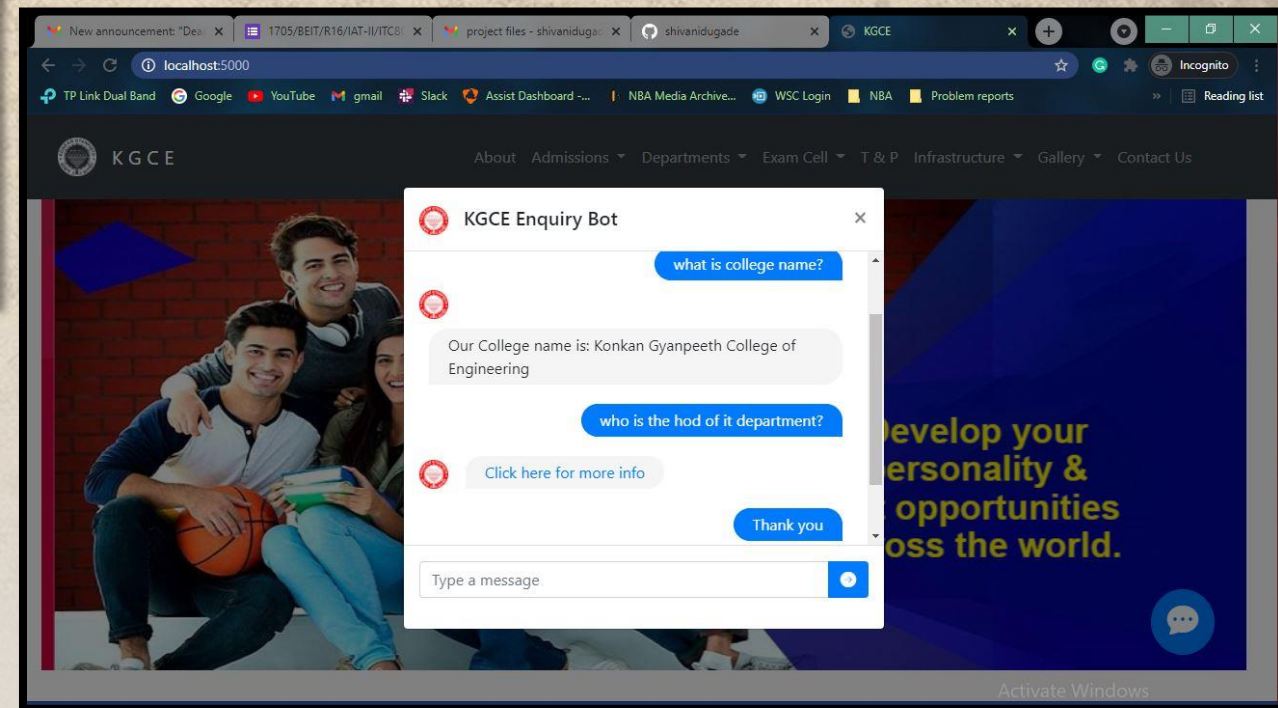 New announcement: "Dea
1705/BEIT/R16/IAT-II/ITC8
project files - shivanidugad
shivanidugade
KGCE
localhost:5000
Incognito
TP Link Dual Band Google YouTube gmail Slack Assist Dashboard -... NBA Media Archive... WSC Login NBA Problem reports » Reading list
KGCE About Admissions Departments Exam Cell T & P Infrastructure Gallery Contact Us
KGCE Enquiry Bot
what is college name?
Our College name is: Konkan Gyanpeeth College of
Engineering
who is the hod of it department?
Click here for more info
Thank you
Type a message
evelop your
ersonality &
opportunities
oss the world.
Activate Windows